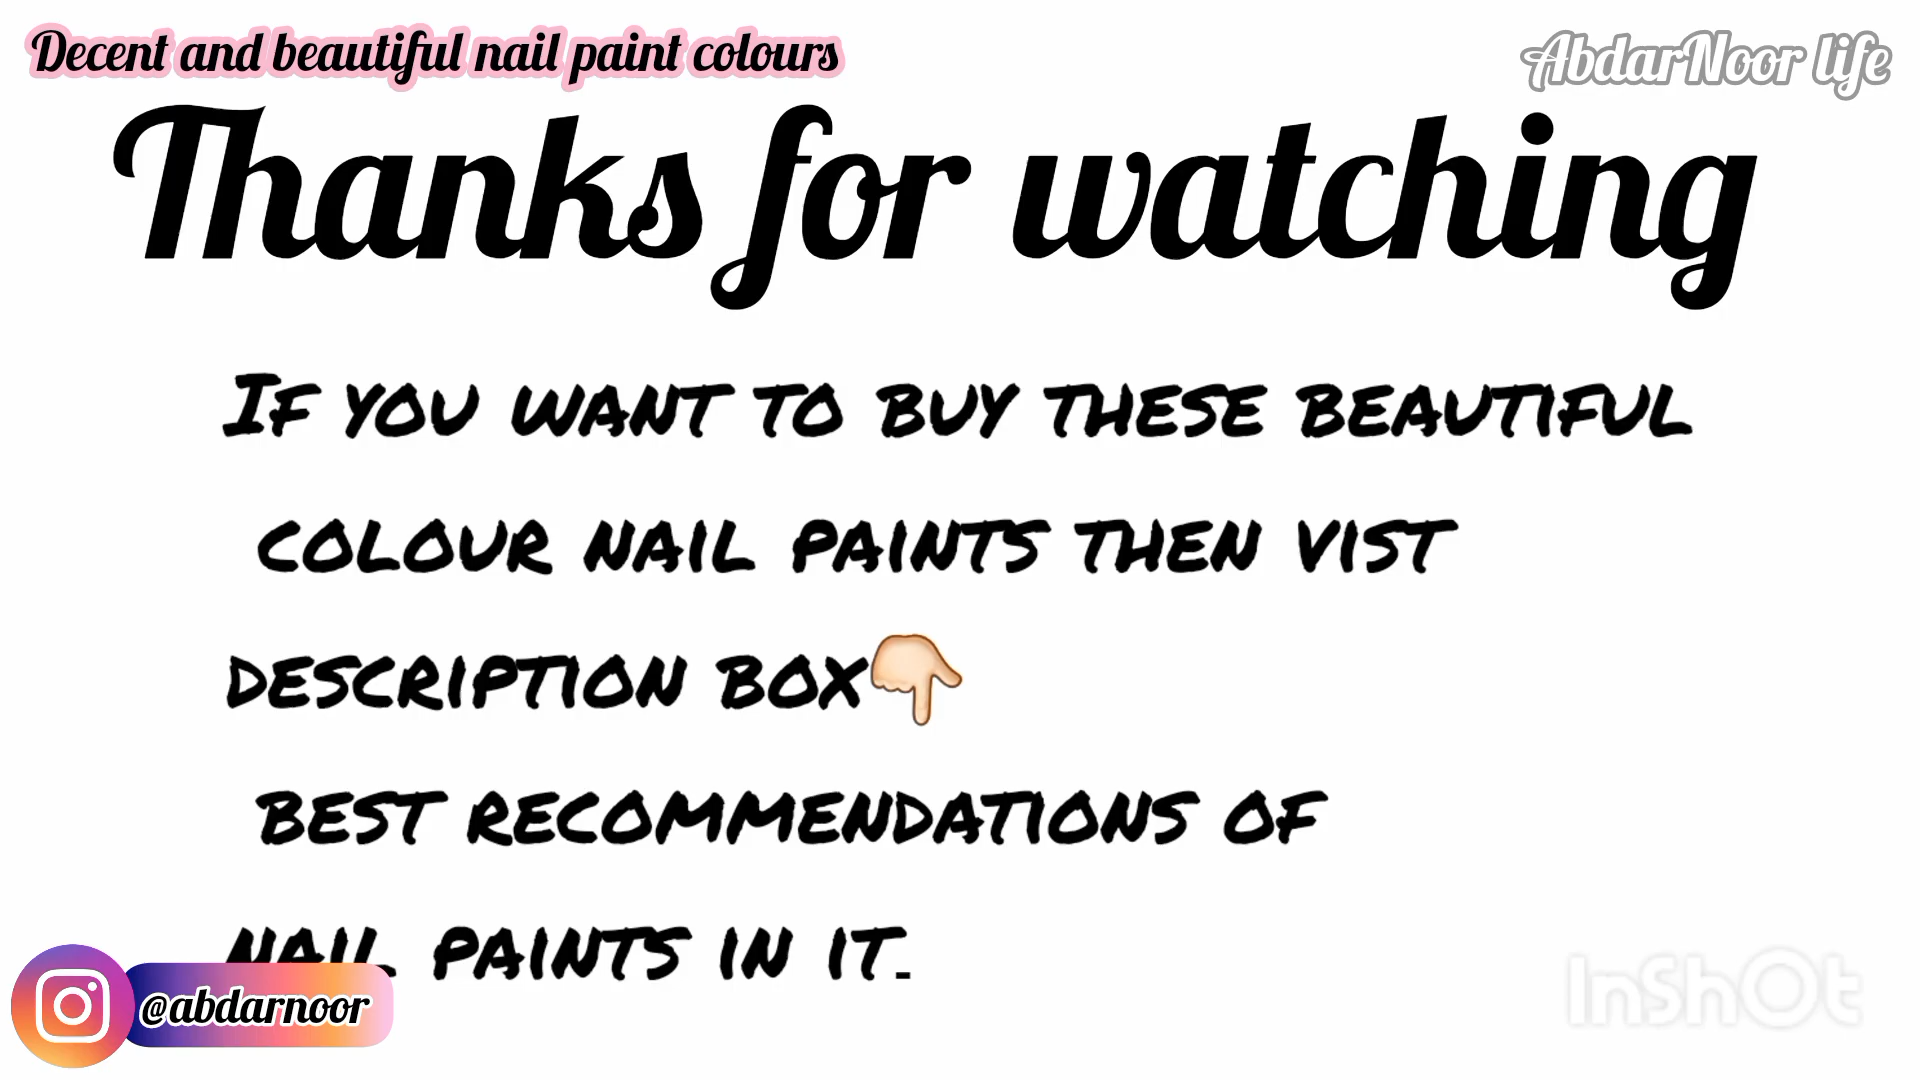 Decent and beautiful nail paint colours
AbdarNoor life
Thanks for watching
If you want to buy these beautiful
colour nail paints then vist
description box👇🏻
best recommendations of
nail paints in it.
@abdarnoor
InShOt